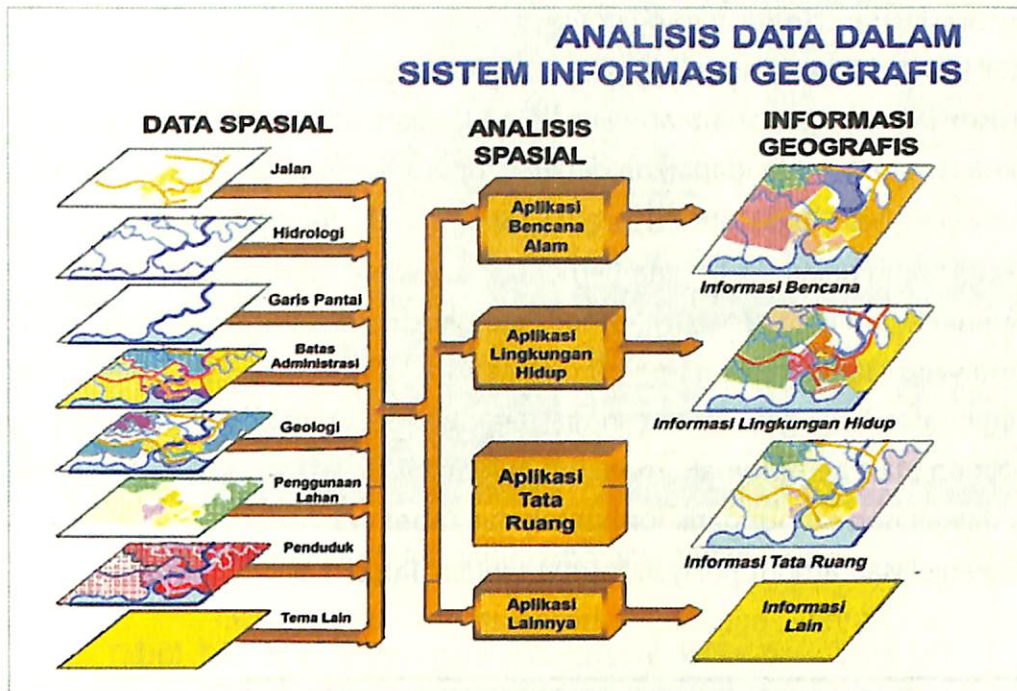 ANALISIS DATA DALAM
SISTEM INFORMASI GEOGRAFIS
DATA SPASIAL
Jalan
Hidrologi
Garis Pantai
Batas
Administrasi
Geologi
Penggunaan
Lahan
Penduduk
Tema Lain
ANALISIS
SPASIAL
Aplikasi
Bencana
Alam
Aplikasi
Lingkungan
Hidup
Aplikasi
Tata
Ruang
Aplikasi
Lainnya
INFORMASI
GEOGRAFIS
Informasi Bencana
Informasi Lingkungan Hidup
Informasi Tata Ruang
Informasi
Lain